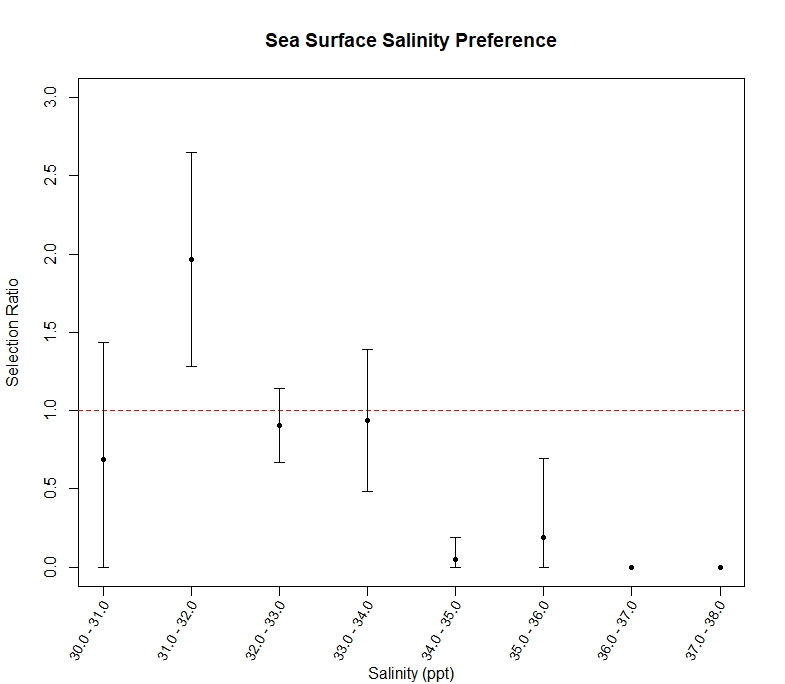 Sea Surface Salinity Preference
Selection Ratio
3.0
2.5
2.0
1.5
1.0
0.5
0.0
30.0 - 31.0
31.0 - 32.0
32.0 - 33.0
33.0 - 34.0
34.0 - 35.0
35.0 - 36.0
36.0 - 37.0
37.0 - 38.0
Salinity (ppt)